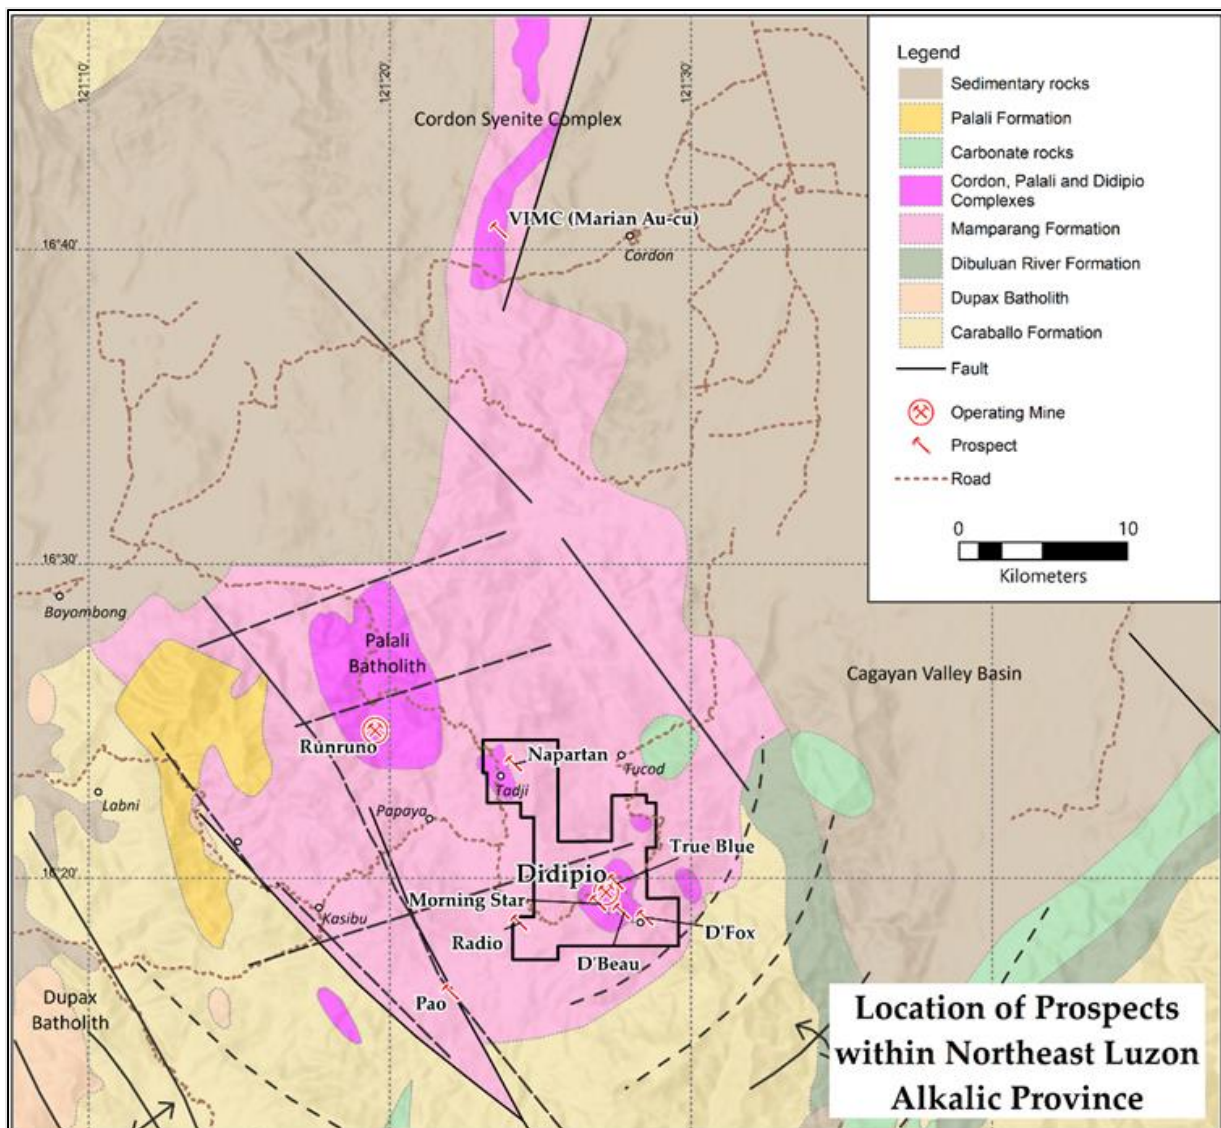 121°10'
121°20'
121°30'
Cordon Syenite Complex
VIMC (Marian Au-cu)
16°40'
Cordon
16°30'
Bayombong
Palali
Batholith
Cagayan Valley Basin
Runruno
Napartan
Tucod
Tadji
Labni
Papaya
True Blue
16°20'
Didipio
Morning Star
Kasibu
Radio
D'Fox
D'Beau
Pao
Dupax
Batholith
Legend
Sedimentary rocks
Palali Formation
Carbonate rocks
Cordon, Palali and Didipio
Complexes
Mamparang Formation
Dibuluan River Formation
Dupax Batholith
Caraballo Formation
Fault
Operating Mine
Prospect
Road
0 10
Kilometers
Location of Prospects
within Northeast Luzon
Alkalic Province